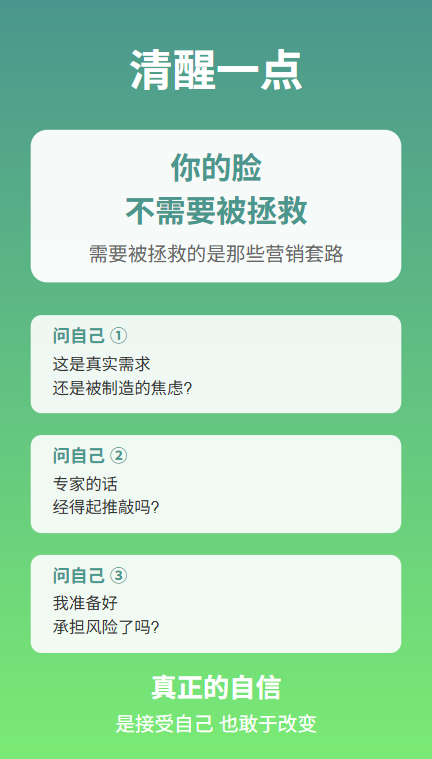 清醒一点
你的脸
不需要被拯救
需要被拯救的是那些营销套路
问自己 ①
这是真实需求
还是被制造的焦虑?
问自己 ②
专家的话
经得起推敲吗?
问自己 ③
我准备好
承担风险了吗?
真正的自信
是接受自己 也敢于改变